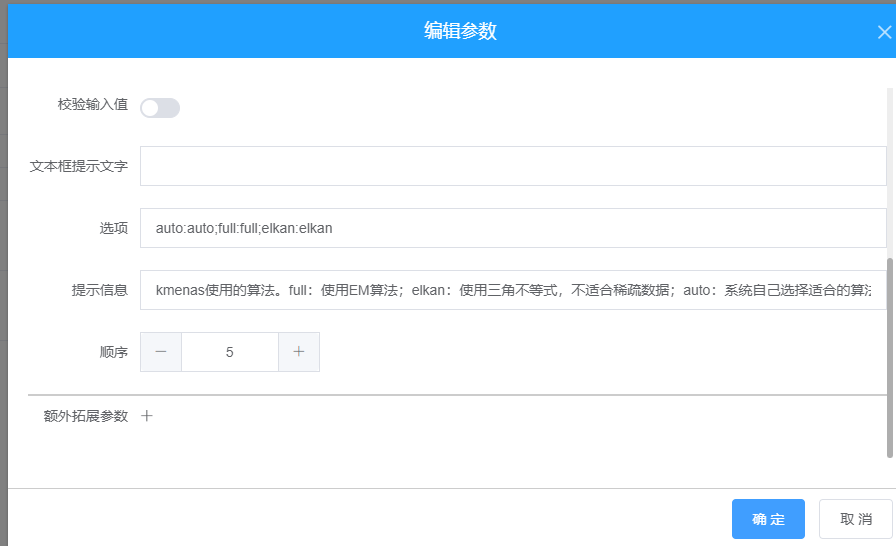 编辑参数
校验输入值
文本框提示文字
选项 auto:auto;full:full;elkan:elkan
提示信息 kmenas使用的算法。full：使用EM算法；elkan：使用三角不等式，不适合稀疏数据；auto：系统自己选择适合的算法
顺序 5
额外拓展参数
确定 取消